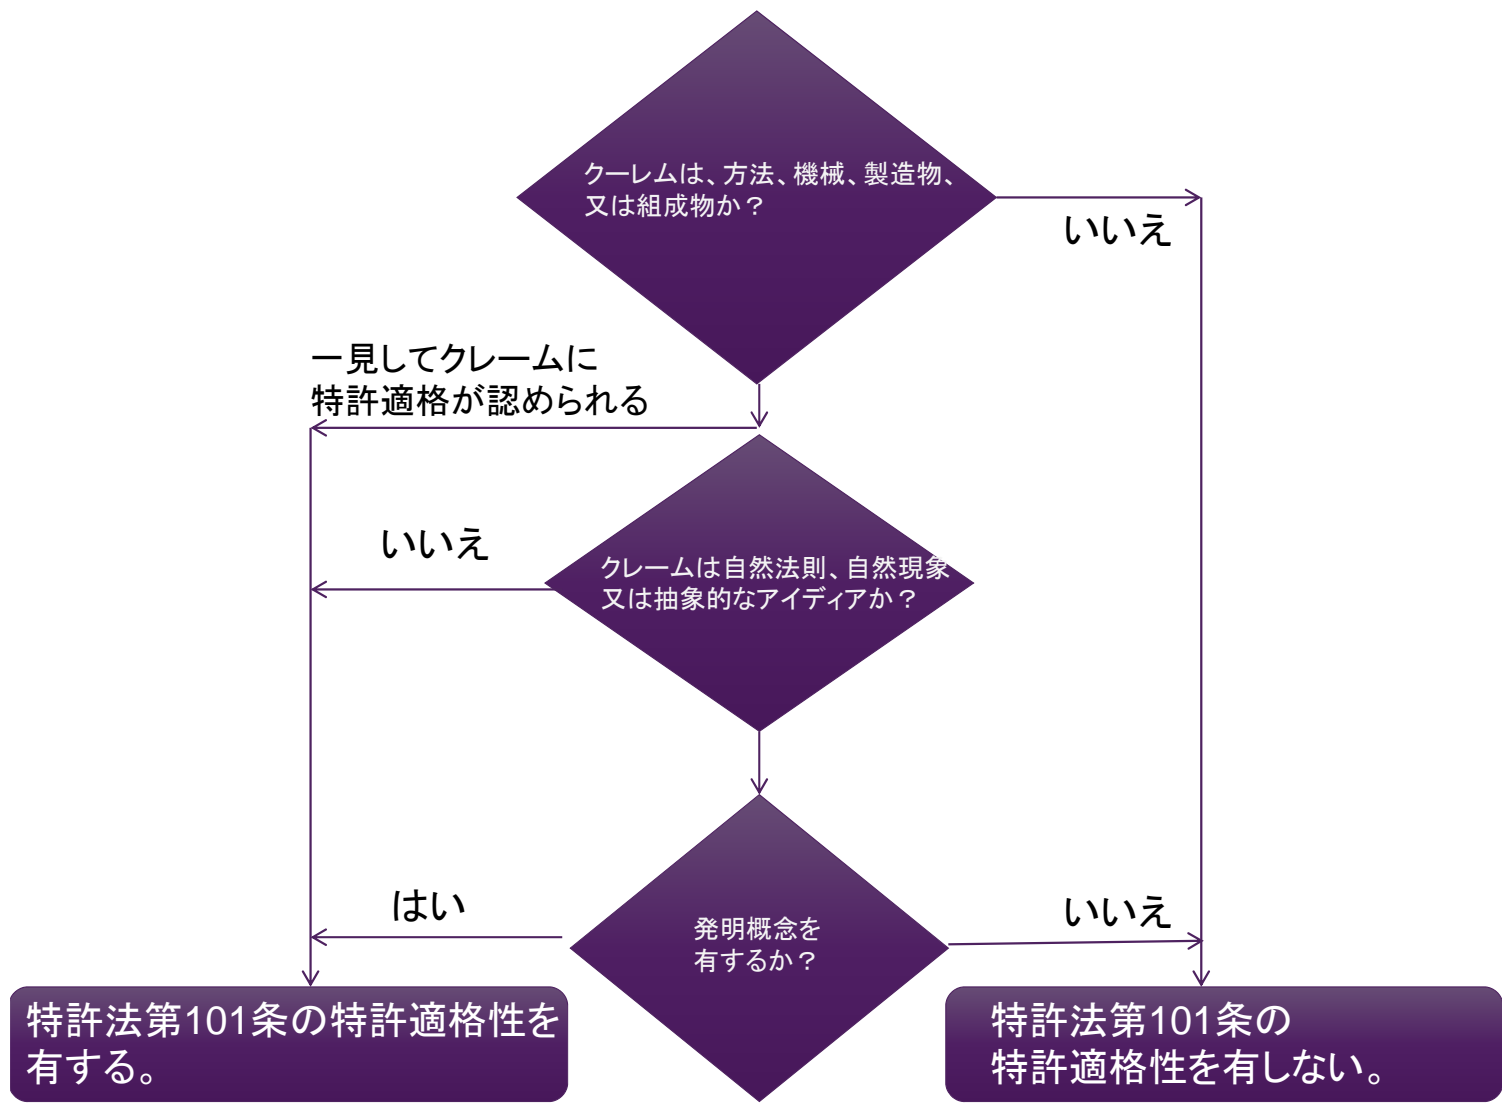 クーレムは、方法、機械、製造物、
又は組成物か？
いいえ
一見してクレームに
特許適格が認められる
いいえ
クレームは自然法則、自然現象
又は抽象的なアイディアか？
はい
発明概念を
有するか？
いいえ
特許法第101条の特許適格性を
有する。
特許法第101条の
特許適格性を有しない。